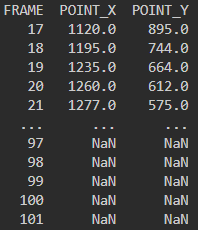 FRAME POINT_X POINT_Y
17 1120.0 895.0
18 1195.0 744.0
19 1235.0 664.0
20 1260.0 612.0
21 1277.0 575.0
... ... ...
97 NaN NaN
98 NaN NaN
99 NaN NaN
100 NaN NaN
101 NaN NaN